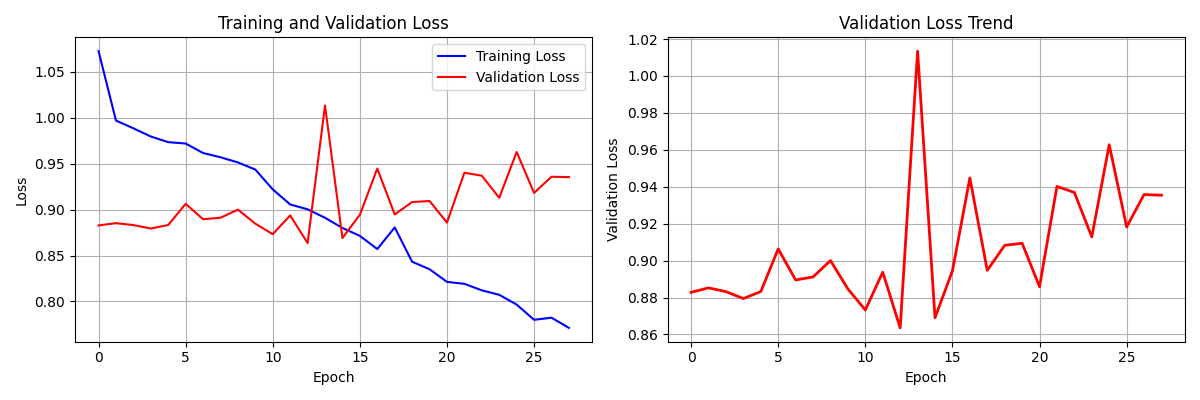 Training and Validation Loss
Training Loss
Validation Loss
1.05
1.00
0.95
0.90
0.85
0.80
Loss
0 5 10 15 20 25
Epoch
Validation Loss Trend
1.02
1.00
0.98
0.96
0.94
0.92
0.90
0.88
0.86
Validation Loss
0 5 10 15 20 25
Epoch